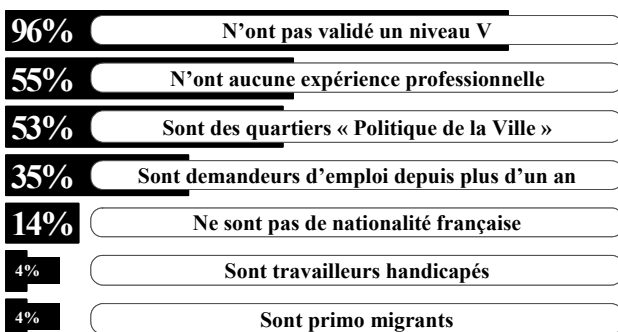 96% N'ont pas validé un niveau V
55% N'ont aucune expérience professionnelle
53% Sont des quartiers « Politique de la Ville »
35% Sont demandeurs d'emploi depuis plus d'un an
14% Ne sont pas de nationalité française
4% Sont travailleurs handicapés
4% Sont primo migrants